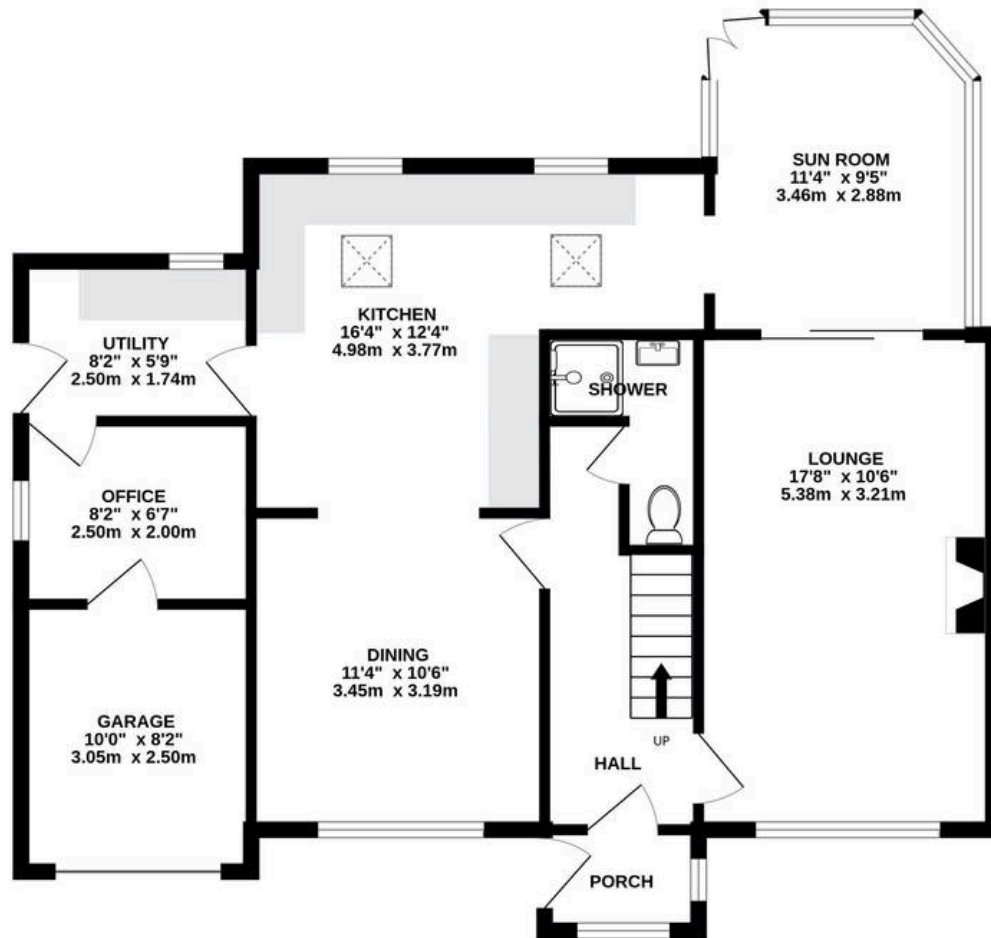 SUN ROOM
11'4" x 9'5"
3.46m x 2.88m
KITCHEN
16'4" x 12'4"
4.98m x 3.77m
UTILITY
8'2" x 5'9"
2.50m x 1.74m
SHOWER
LOUNGE
17'8" x 10'6"
5.38m x 3.21m
OFFICE
8'2" x 6'7"
2.50m x 2.00m
DINING
11'4" x 10'6"
3.45m x 3.19m
GARAGE
10'0" x 8'2"
3.05m x 2.50m
UP
HALL
PORCH